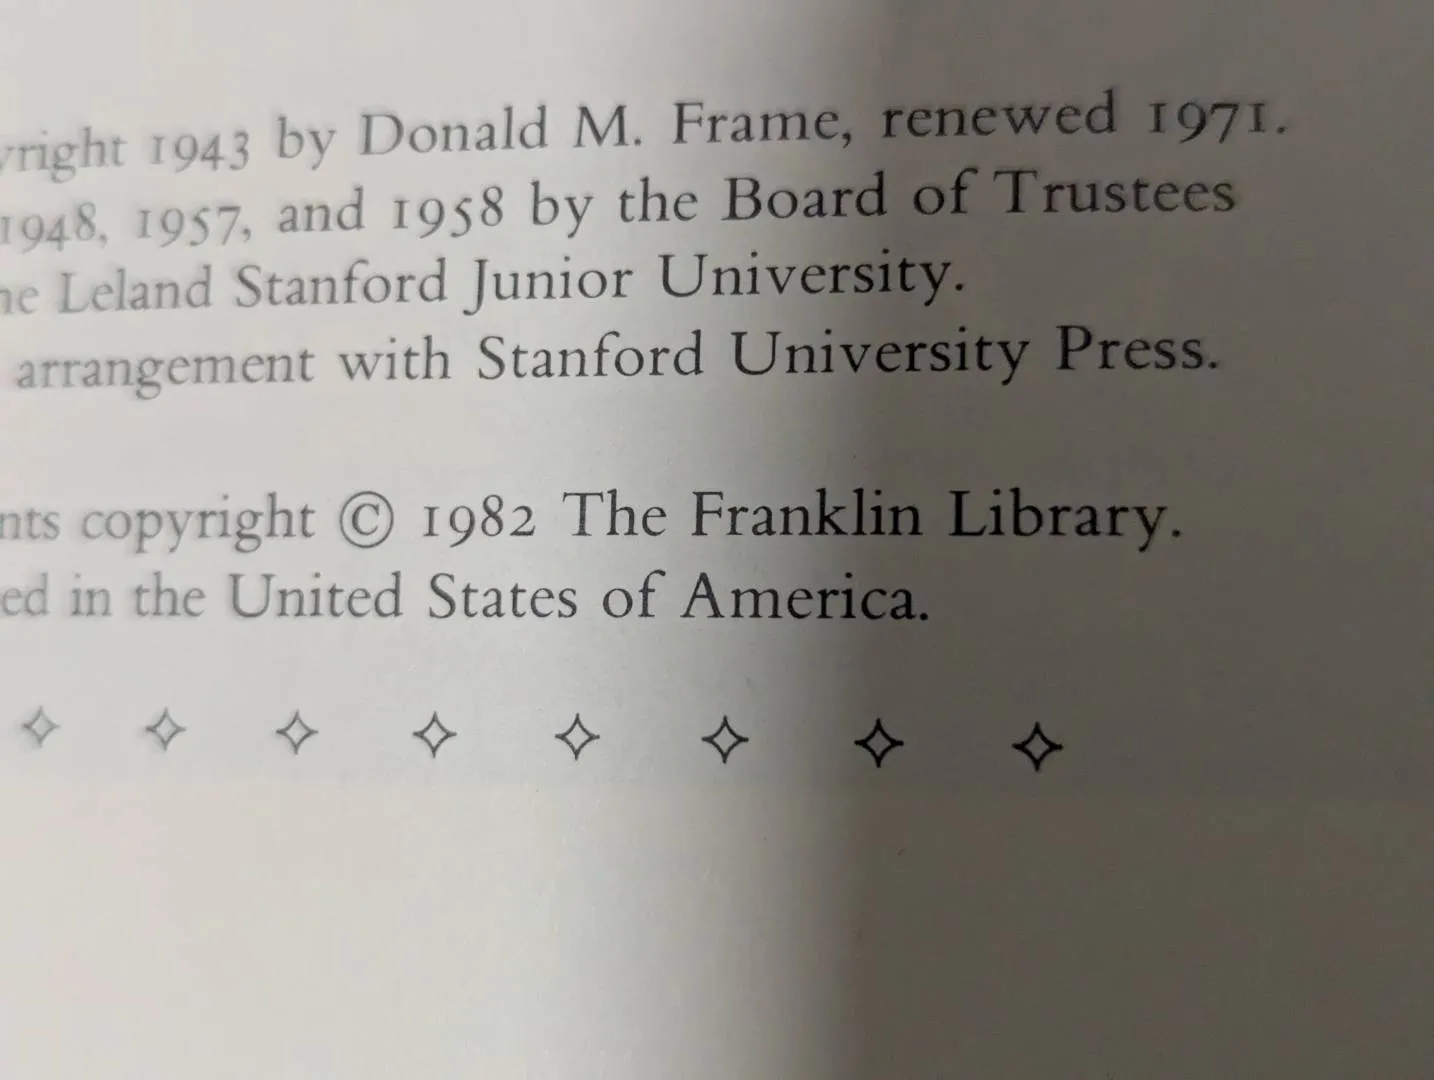 yright 1943 by Donald M. Frame, renewed 1971.
1948, 1957, and 1958 by the Board of Trustees
he Leland Stanford Junior University.
arrangement with Stanford University Press.
nts copyright © 1982 The Franklin Library.
ed in the United States of America.